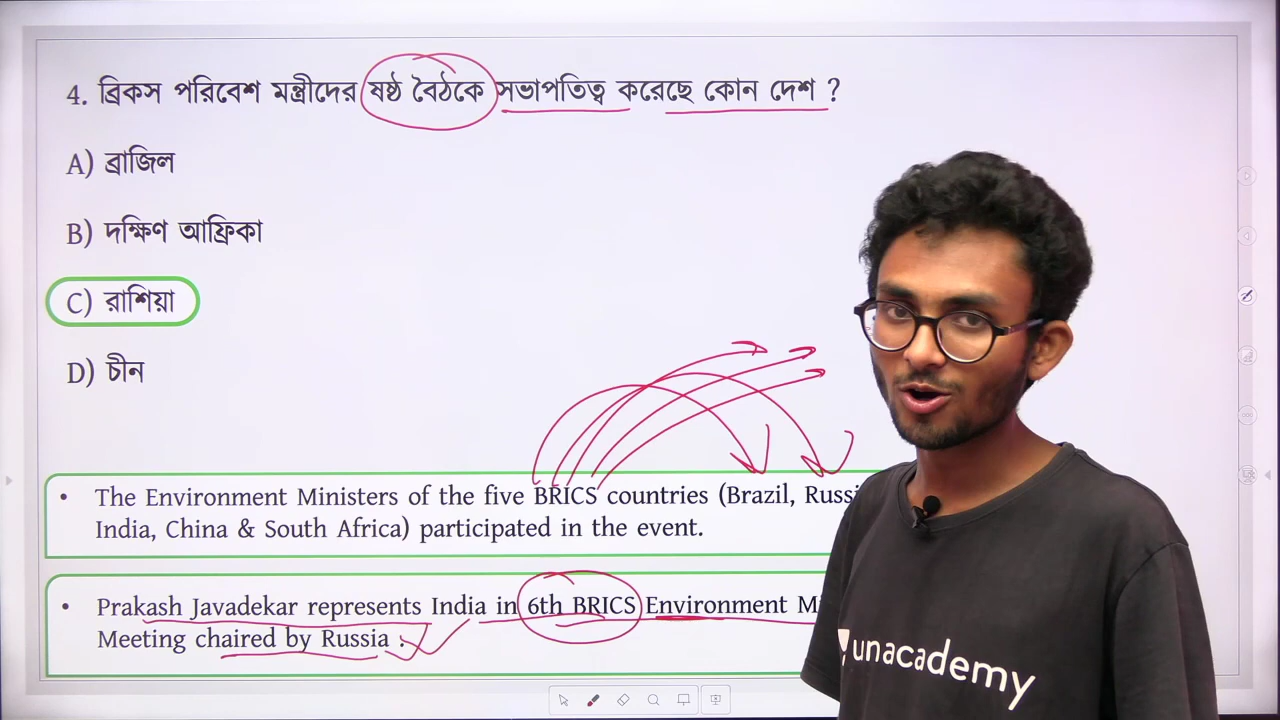 4. ব্রিকস পরিবেশ মন্ত্রীদের ষষ্ঠ বৈঠকে সভাপতিত্ব করেছে কোন দেশ ?
A) ব্রাজিল
B) দক্ষিণ আফ্রিকা
C) রাশিয়া
D) চীন
• The Environment Ministers of the five BRICS countries (Brazil,
India, China & South Africa) participated in the event.
• Prakash Javadekar represents India in 6th BRICS Environment
Meeting chaired by Russia .
unacademy